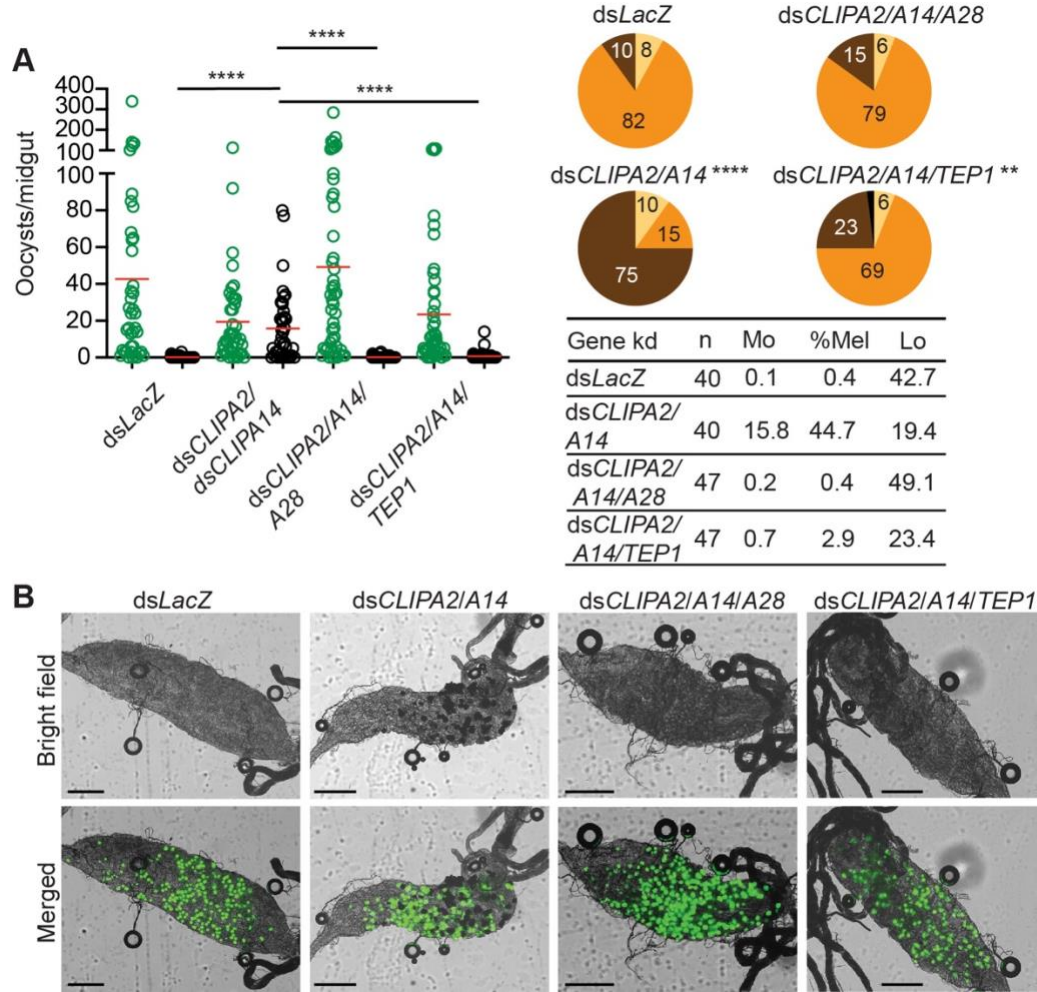 A
****
****
****
Oocysts/midgut
400
300
200
100
100
80
60
40
20
0
dsLacZ
dsCLIPA2/
dsCLIPA14
dsCLIPA2/A14/
A28
dsCLIPA2/A14/
TEP1
dsLacZ
10
8
82
dsCLIPA2/A14/A28
15
6
79
dsCLIPA2/A14 ****
10
15
75
dsCLIPA2/A14/TEP1 **
6
23
69
Gene kd n Mo %Mel Lo
dsLacZ 40 0.1 0.4 42.7
dsCLIPA2/
A14 40 15.8 44.7 19.4
dsCLIPA2/
A14/A28 47 0.2 0.4 49.1
dsCLIPA2/
A14/TEP1 47 0.7 2.9 23.4
B
dsLacZ
dsCLIPA2/A14
dsCLIPA2/A14/A28
dsCLIPA2/A14/TEP1
Bright field
Merged